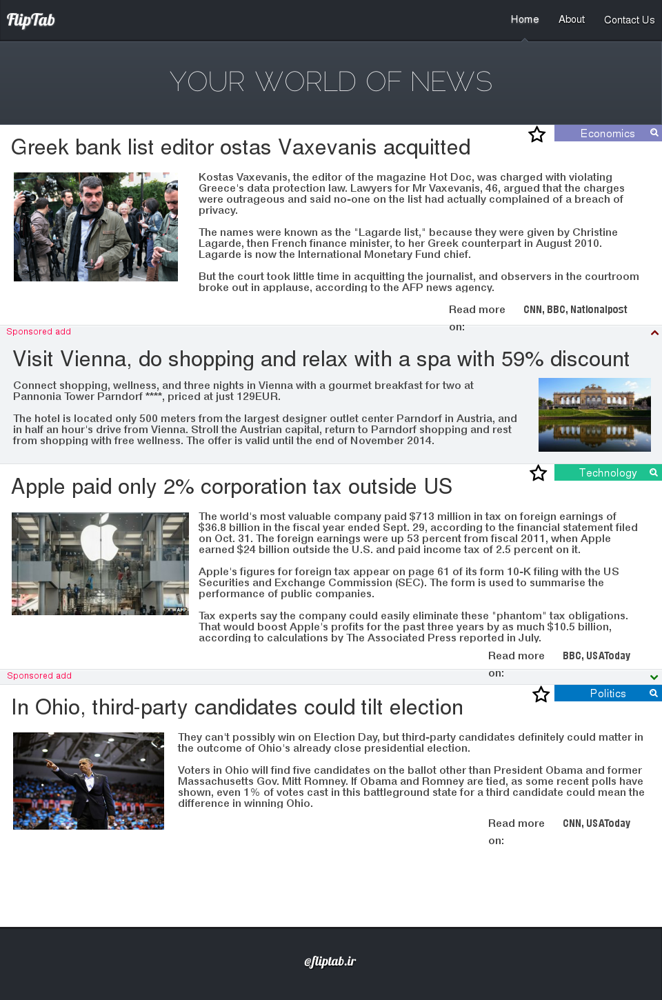 FlipTab
Home
About
Contact Us
YOUR WORLD OF NEWS
Economics
Greek bank list editor ostas Vaxevanis acquitted
Kostas Vaxevanis, the editor of the magazine Hot Doc, was charged with violating
Greece's data protection law. Lawyers for Mr Vaxevanis, 46, argued that the charges
were outrageous and said no-one on the list had actually complained of a breach of
privacy.
The names were known as the "Lagarde list," because they were given by Christine
Lagarde, then French finance minister, to her Greek counterpart in August 2010.
Lagarde is now the International Monetary Fund chief.
But the court took little time in acquitting the journalist, and observers in the courtroom
broke out in applause, according to the AFP news agency.
Read more
on:
CNN, BBC, Nationalpost
Sponsored add
Visit Vienna, do shopping and relax with a spa with 59% discount
Connect shopping, wellness, and three nights in Vienna with a gourmet breakfast for two at
Pannonia Tower Parndorf ****, priced at just 129EUR.
The hotel is located only 500 meters from the largest designer outlet center Parndorf in Austria, and
in half an hour's drive from Vienna. Stroll the Austrian capital, return to Parndorf shopping and rest
from shopping with free wellness. The offer is valid until the end of November 2014.
Technology
Apple paid only 2% corporation tax outside US
AFP
The world's most valuable company paid $713 million in tax on foreign earnings of
$36.8 billion in the fiscal year ended Sept. 29, according to the financial statement filed
on Oct. 31. The foreign earnings were up 53 percent from fiscal 2011, when Apple
earned $24 billion outside the U.S. and paid income tax of 2.5 percent on it.
Apple's figures for foreign tax appear on page 61 of its form 10-K filing with the US
Securities and Exchange Commission (SEC). The form is used to summarise the
performance of public companies.
Tax experts say the company could easily eliminate these "phantom" tax obligations.
That would boost Apple's profits for the past three years by as much $10.5 billion,
according to calculations by The Associated Press reported in July.
Read more
on:
BBC, USAToday
Sponsored add
Politics
In Ohio, third-party candidates could tilt election
They can't possibly win on Election Day, but third-party candidates definitely could matter in
the outcome of Ohio's already close presidential election.
Voters in Ohio will find five candidates on the ballot other than President Obama and former
Massachusetts Gov. Mitt Romney. If Obama and Romney are tied, as some recent polls have
shown, even 1% of votes cast in this battleground state for a third candidate could mean the
difference in winning Ohio.
Read more
on:
CNN, USAToday
@fliptab.ir